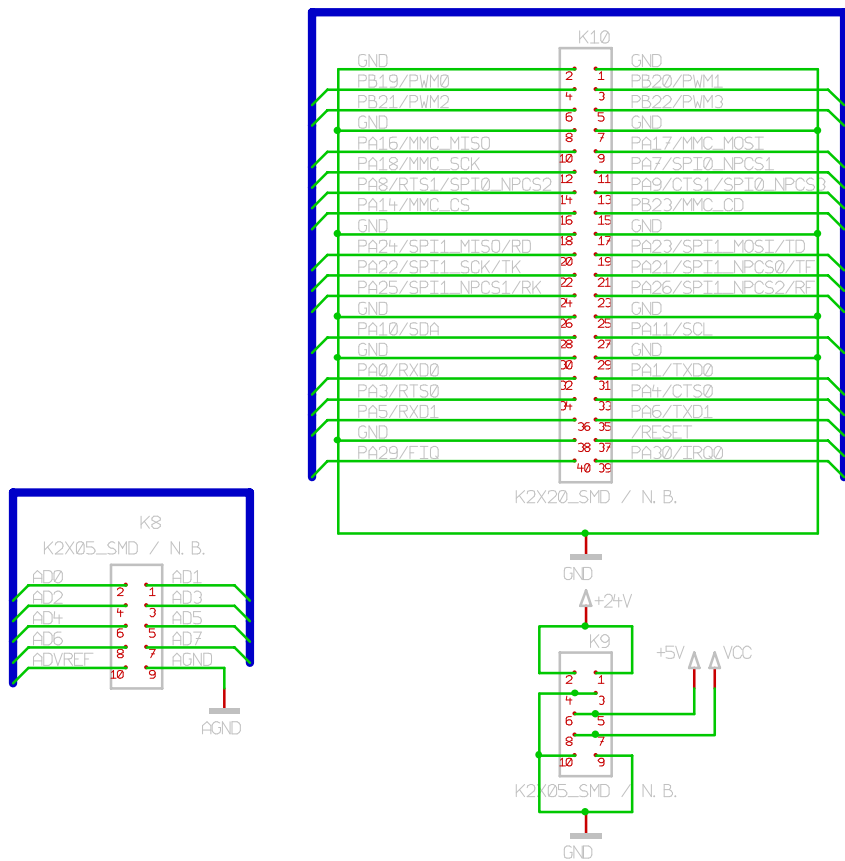 K10
GND GND
2 1
PB19/PWM0 PB20/PWM1
4 3
PB21/PWM2 PB22/PWM3
6 5
GND GND
8 7
PA16/MMC_MISO PA17/MMC_MOSI
10 9
PA18/MMC_SCK PA7/SPI0_NPCS1
12 11
PA8/RTS1/SPI0_NPCS2 PA9/CTS1/SPI0_NPCS3
14 13
PA14/MMC_CS PB23/MMC_CD
16 15
GND GND
18 17
PA24/SPI1_MISO/RD PA23/SPI1_MOSI/TD
20 19
PA22/SPI1_SCK/TK PA21/SPI1_NPCS0/TF
22 21
PA25/SPI1_NPCS1/RK PA26/SPI1_NPCS2/RF
24 23
GND GND
26 25
PA10/SDA PA11/SCL
28 27
GND GND
30 29
PA0/RXD0 PA1/TXD0
32 31
PA3/RTS0 PA4/CTS0
34 33
PA5/RXD1 PA6/TXD1
36 35
GND /RESET
38 37
PA29/FIQ PA30/IRQ0
40 39
K2X20_SMD / N.B.
GND
K8
K2X05_SMD / N.B.
AD0 AD1
2 1
AD2 AD3
4 3
AD4 AD5
6 5
AD6 AD7
8 7
ADVREF AGND
10 9
AGND
+24V
K9
+5V VCC
2 1
4 3
6 5
8 7
10 9
K2X05_SMD / N.B.
GND